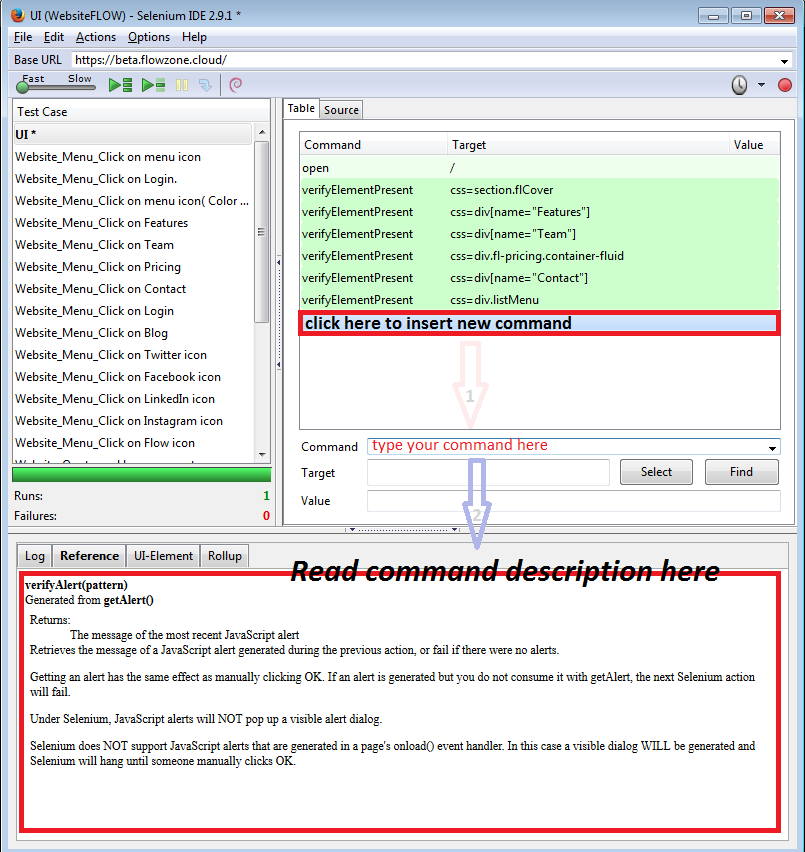 UI (WebsiteFLOW) - Selenium IDE 2.9.1 *
File Edit Actions Options Help
Base URL https://beta.flowzone.cloud/
Fast Slow
Test Case
UI *
Website_Menu_Click on menu icon
Website_Menu_Click on Login.
Website_Menu_Click on menu icon( Color ...
Website_Menu_Click on Features
Website_Menu_Click on Team
Website_Menu_Click on Pricing
Website_Menu_Click on Contact
Website_Menu_Click on Login
Website_Menu_Click on Blog
Website_Menu_Click on Twitter icon
Website_Menu_Click on Facebook icon
Website_Menu_Click on LinkedIn icon
Website_Menu_Click on Instagram icon
Website_Menu_Click on Flow icon
Runs: 1
Failures: 0
Table Source
Command Target Value
open /
verifyElementPresent css=section.flCover
verifyElementPresent css=div[name="Features"]
verifyElementPresent css=div[name="Team"]
verifyElementPresent css=div.fl-pricing.container-fluid
verifyElementPresent css=div[name="Contact"]
verifyElementPresent css=div.listMenu
click here to insert new command
1
Command type your command here
Target Select Find
Value
2
Log Reference UI-Element Rollup
Read command description here
verifyAlert(pattern)
Generated from getAlert()
Returns:
The message of the most recent JavaScript alert
Retrieves the message of a JavaScript alert generated during the previous action, or fail if there were no alerts.
Getting an alert has the same effect as manually clicking OK. If an alert is generated but you do not consume it with getAlert, the next Selenium action
will fail.
Under Selenium, JavaScript alerts will NOT pop up a visible alert dialog.
Selenium does NOT support JavaScript alerts that are generated in a page's onload() event handler. In this case a visible dialog WILL be generated and
Selenium will hang until someone manually clicks OK.